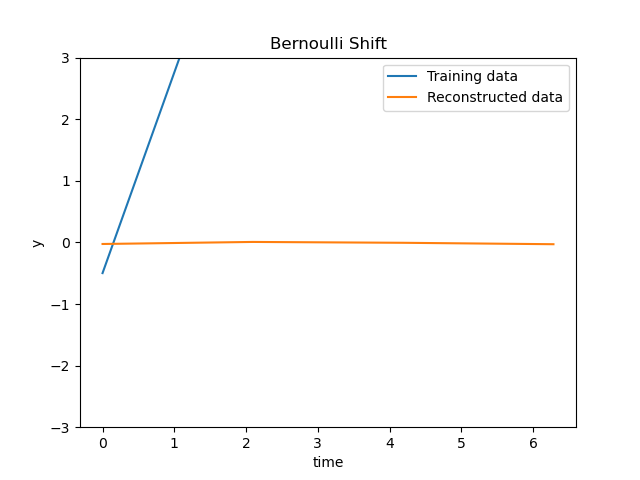 Bernoulli Shift
Training data
Reconstructed data
3
2
1
0
−1
−2
−3
y
0 1 2 3 4 5 6
time